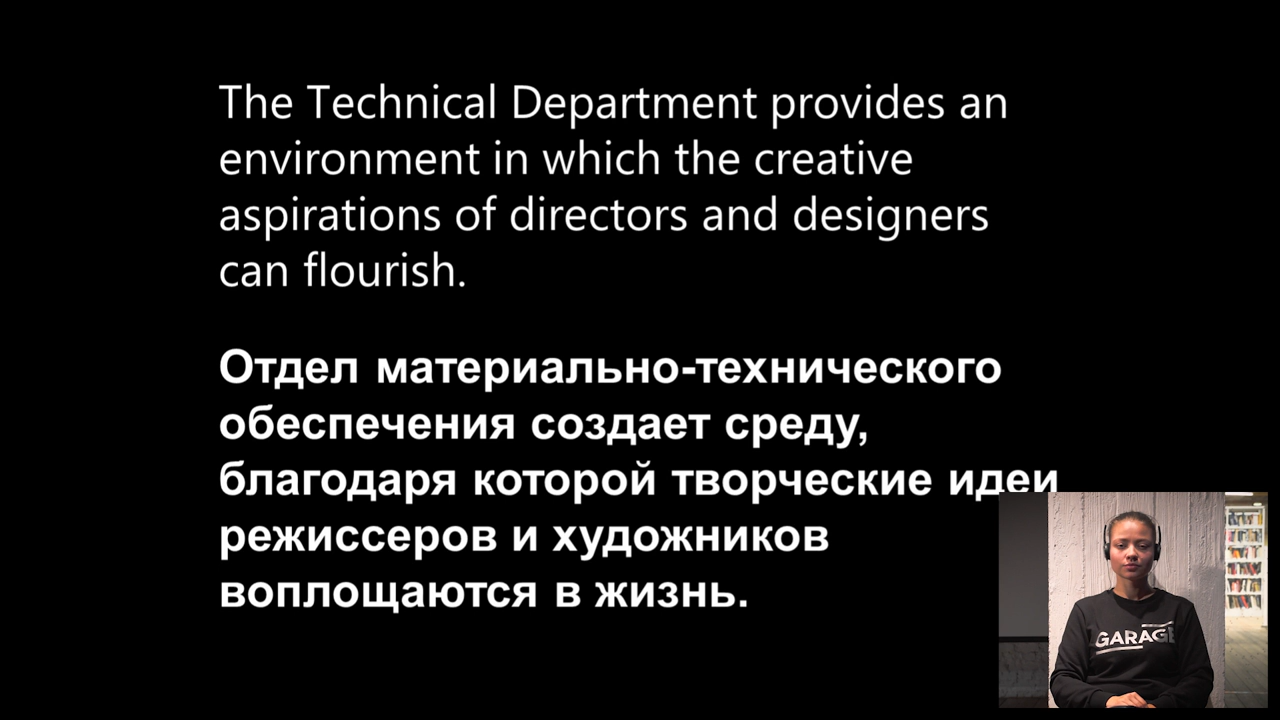 The Technical Department provides an
environment in which the creative
aspirations of directors and designers
can flourish.
Отдел материально-технического
обеспечения создает среду,
благодаря которой творческие идеи
режиссеров и художников
воплощаются в жизнь.
GARAGE